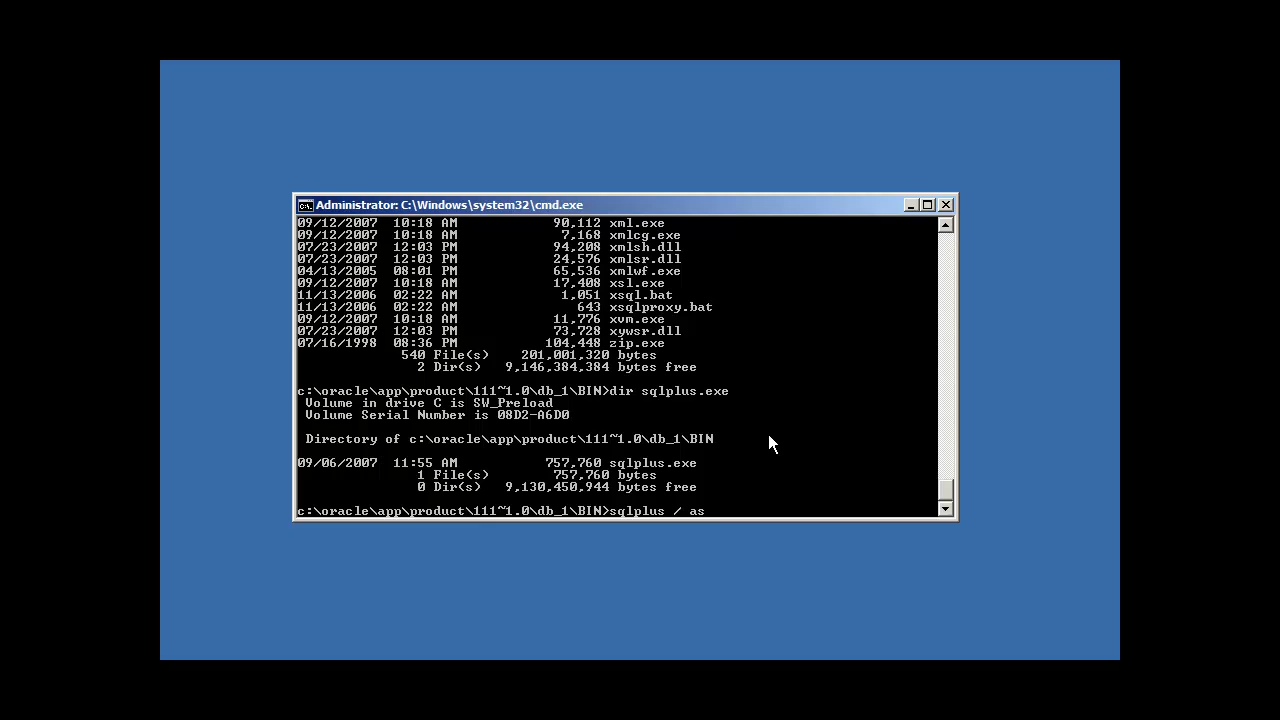 Administrator: C:\Windows\system32\cmd.exe
09/12/2007  10:18 AM            90,112 xml.exe
09/12/2007  10:18 AM             7,168 xmlcg.exe
07/23/2007  12:03 PM            94,208 xmlsh.dll
07/23/2007  12:03 PM            24,576 xmlsr.dll
04/13/2005  08:01 PM            65,536 xmlwf.exe
09/12/2007  10:18 AM            17,408 xsl.exe
11/13/2006  02:22 AM             1,051 xsql.bat
11/13/2006  02:22 AM               643 xsqlproxy.bat
09/12/2007  10:18 AM            11,776 xvm.exe
07/23/2007  12:03 PM            73,728 xywsr.dll
07/16/1998  08:36 PM           104,448 zip.exe
             540 File(s)    201,001,320 bytes
               2 Dir(s)   9,146,384,384 bytes free
c:\oracle\app\product\111~1.0\db_1\BIN>dir sqlplus.exe
 Volume in drive C is SW_Preload
 Volume Serial Number is 08D2-A6D0
 Directory of c:\oracle\app\product\111~1.0\db_1\BIN
09/06/2007  11:55 AM           757,760 sqlplus.exe
               1 File(s)        757,760 bytes
               0 Dir(s)   9,130,450,944 bytes free
c:\oracle\app\product\111~1.0\db_1\BIN>sqlplus / as